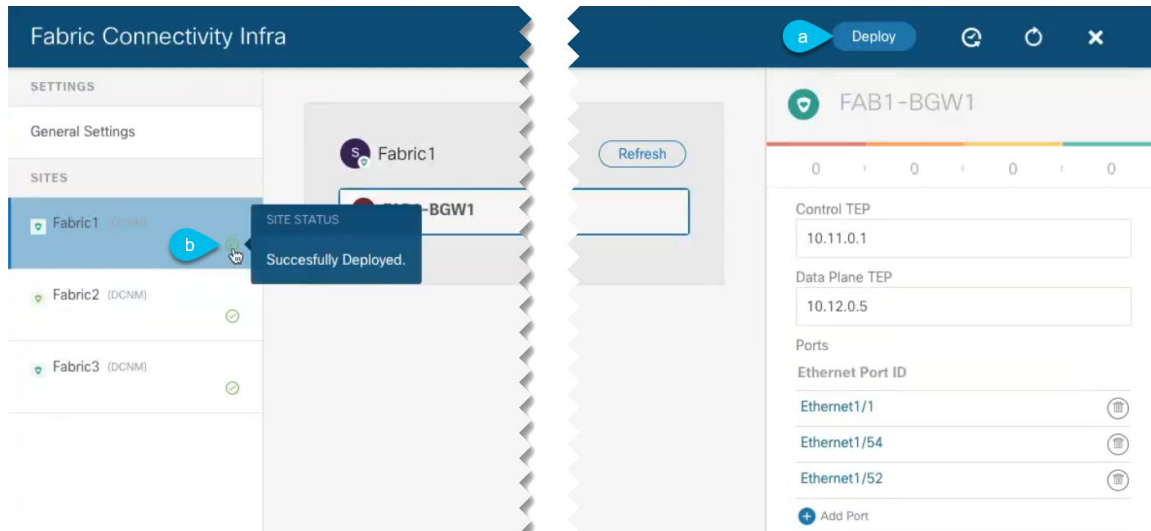 Fabric Connectivity Infra
a
Deploy
SETTINGS
General Settings
SITES
Fabric1
b
Fabric2 (DCNM)
Fabric3 (DCNM)
S
Fabric1
Refresh
-BGW1
SITE STATUS
Succesfully Deployed.
FAB1-BGW1
0 0 0 0
Control TEP
10.11.0.1
Data Plane TEP
10.12.0.5
Ports
Ethernet Port ID
Ethernet1/1
Ethernet1/54
Ethernet1/52
Add Port